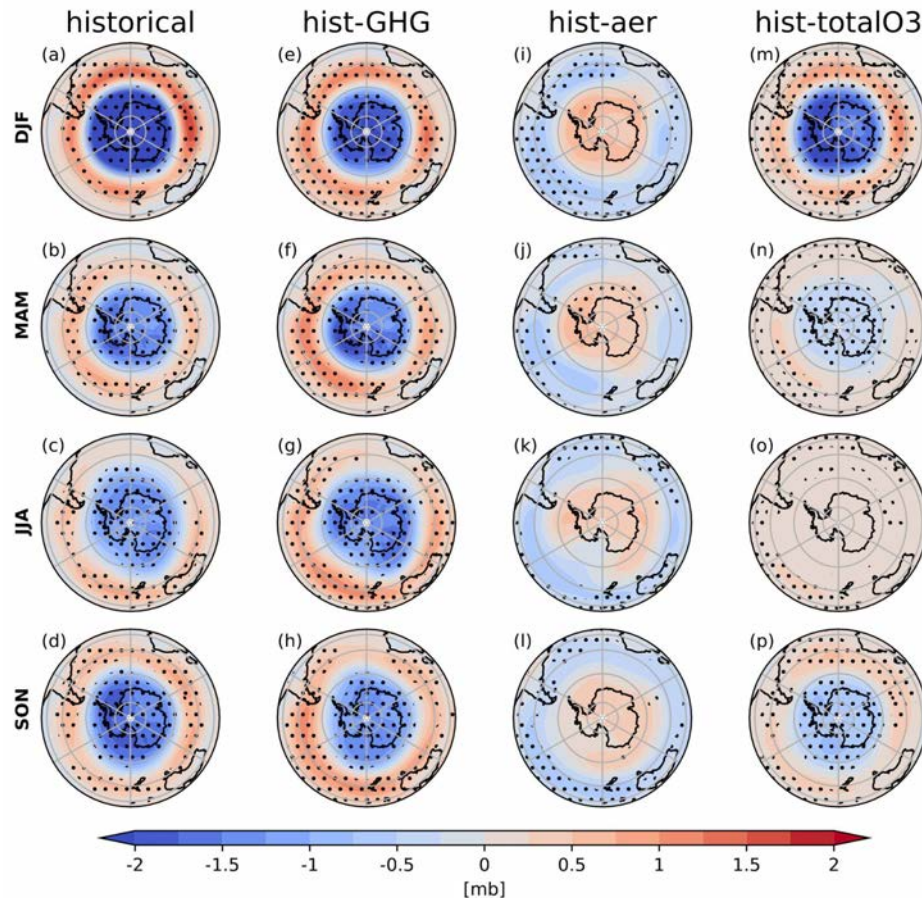 historical hist-GHG hist-aer hist-totalO3
DJF (a) (e) (i) (m)
MAM (b) (f) (j) (n)
JJA (c) (g) (k) (o)
SON (d) (h) (l) (p)
-2 -1.5 -1 -0.5 0 0.5 1 1.5 2
[mb]